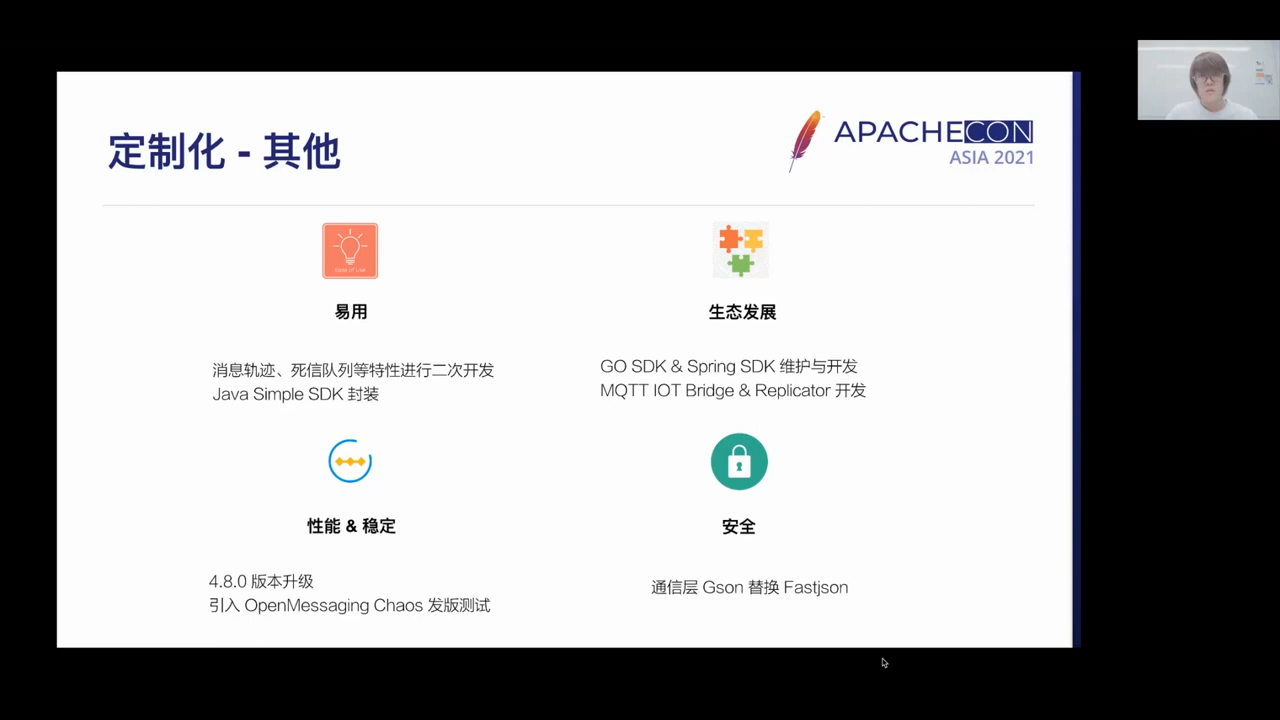 定制化 - 其他
APACHECON
ASIA 2021
易用
消息轨迹、死信队列等特性进行二次开发
Java Simple SDK 封装
生态发展
GO SDK & Spring SDK 维护与开发
MQTT IOT Bridge & Replicator 开发
性能 & 稳定
4.8.0 版本升级
引入 OpenMessaging Chaos 发版测试
安全
通信层 Gson 替换 Fastjson